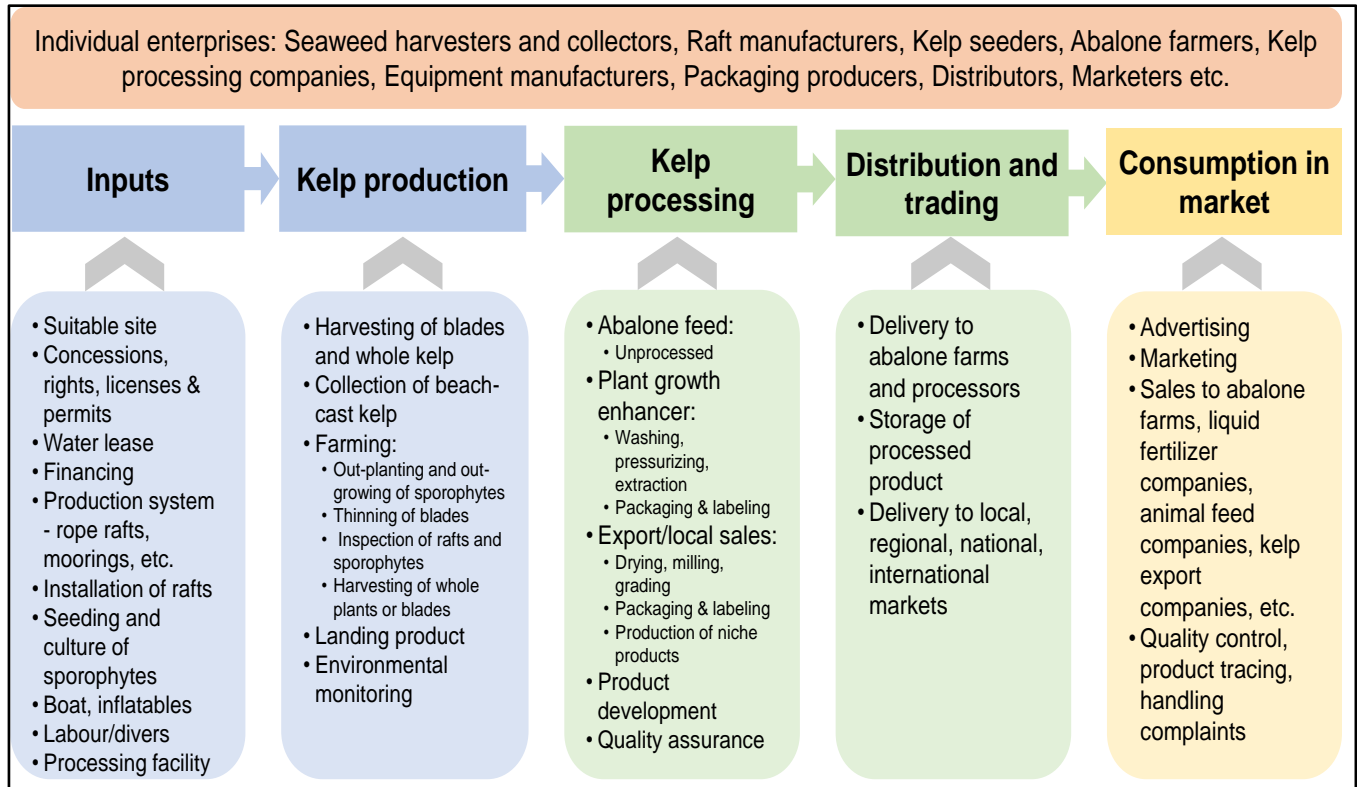 Individual enterprises: Seaweed harvesters and collectors, Raft manufacturers, Kelp seeders, Abalone farmers, Kelp
processing companies, Equipment manufacturers, Packaging producers, Distributors, Marketers etc.
Inputs
Kelp production
Kelp
processing
Distribution and
trading
Consumption in
market
• Suitable site
• Concessions,
rights, licenses &
permits
• Water lease
• Financing
• Production system
- rope rafts,
moorings, etc.
• Installation of rafts
• Seeding and
culture of
sporophytes
• Boat, inflatables
• Labour/divers
• Processing facility
• Harvesting of blades
and whole kelp
• Collection of beach-
cast kelp
• Farming:
• Out-planting and out-
growing of sporophytes
• Thinning of blades
• Inspection of rafts and
sporophytes
• Harvesting of whole
plants or blades
• Landing product
• Environmental
monitoring
• Abalone feed:
• Unprocessed
• Plant growth
enhancer:
• Washing,
pressurizing,
extraction
• Packaging & labeling
• Export/local sales:
• Drying, milling,
grading
• Packaging & labeling
• Production of niche
products
• Product
development
• Quality assurance
• Delivery to
abalone farms
and processors
• Storage of
processed
product
• Delivery to local,
regional, national,
international
markets
• Advertising
• Marketing
• Sales to abalone
farms, liquid
fertilizer
companies,
animal feed
companies, kelp
export
companies, etc.
• Quality control,
product tracing,
handling
complaints